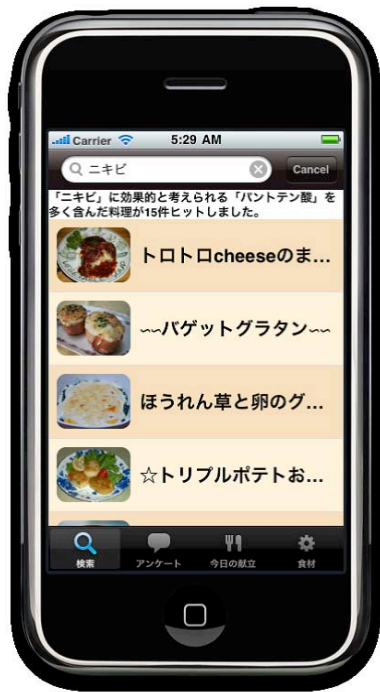 Carrier
5:29 AM
ニキビ
Cancel
「ニキビ」に効果的と考えられる「パントテン酸」を
多く含んだ料理が15件ヒットしました。
トロトロcheeseのま...
~~バゲットグラタン~~
ほうれん草と卵のグ...
☆トリプルポテトお...
検索
アンケート
今日の献立
食材